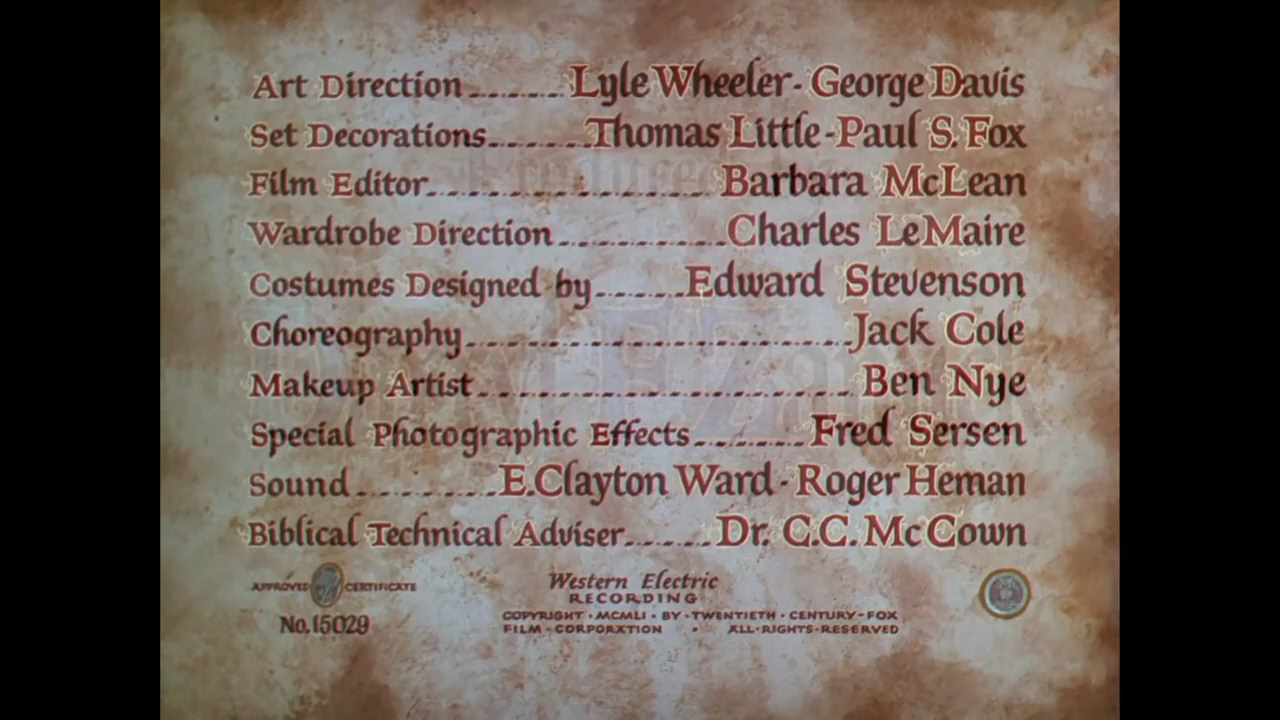 Art Direction.......Lyle Wheeler - George Davis
Set Decorations.......Thomas Little - Paul S. Fox
Film Editor....................Barbara McLean
Wardrobe Direction............Charles LeMaire
Costumes Designed by.......Edward Stevenson
Choreography...........................Jack Cole
Makeup Artist..........................Ben Nye
Special Photographic Effects........Fred Sersen
Sound.........E. Clayton Ward - Roger Heman
Biblical Technical Adviser.......Dr. C.C. McCown
APPROVED CERTIFICATE
No. 15029
Western Electric
RECORDING
COPYRIGHT · MCMLI · BY · TWENTIETH · CENTURY-FOX
FILM · CORPORATION · ALL · RIGHTS · RESERVED